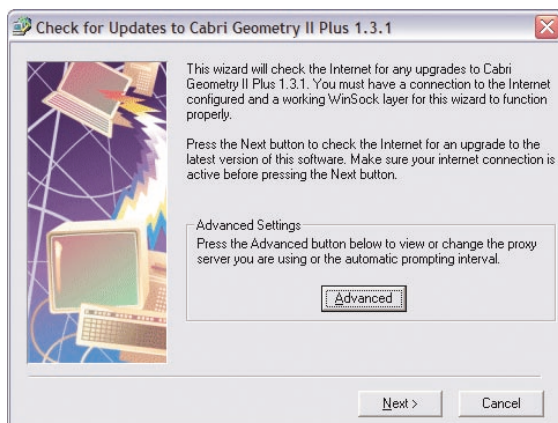 Check for Updates to Cabri Geometry II Plus 1.3.1
This wizard will check the Internet for any upgrades to Cabri
Geometry II Plus 1.3.1. You must have a connection to the Internet
configured and a working WinSock layer for this wizard to function
properly.
Press the Next button to check the Internet for an upgrade to the
latest version of this software. Make sure your internet connection is
active before pressing the Next button.
Advanced Settings
Press the Advanced button below to view or change the proxy
server you are using or the automatic prompting interval.
Advanced
Next >
Cancel